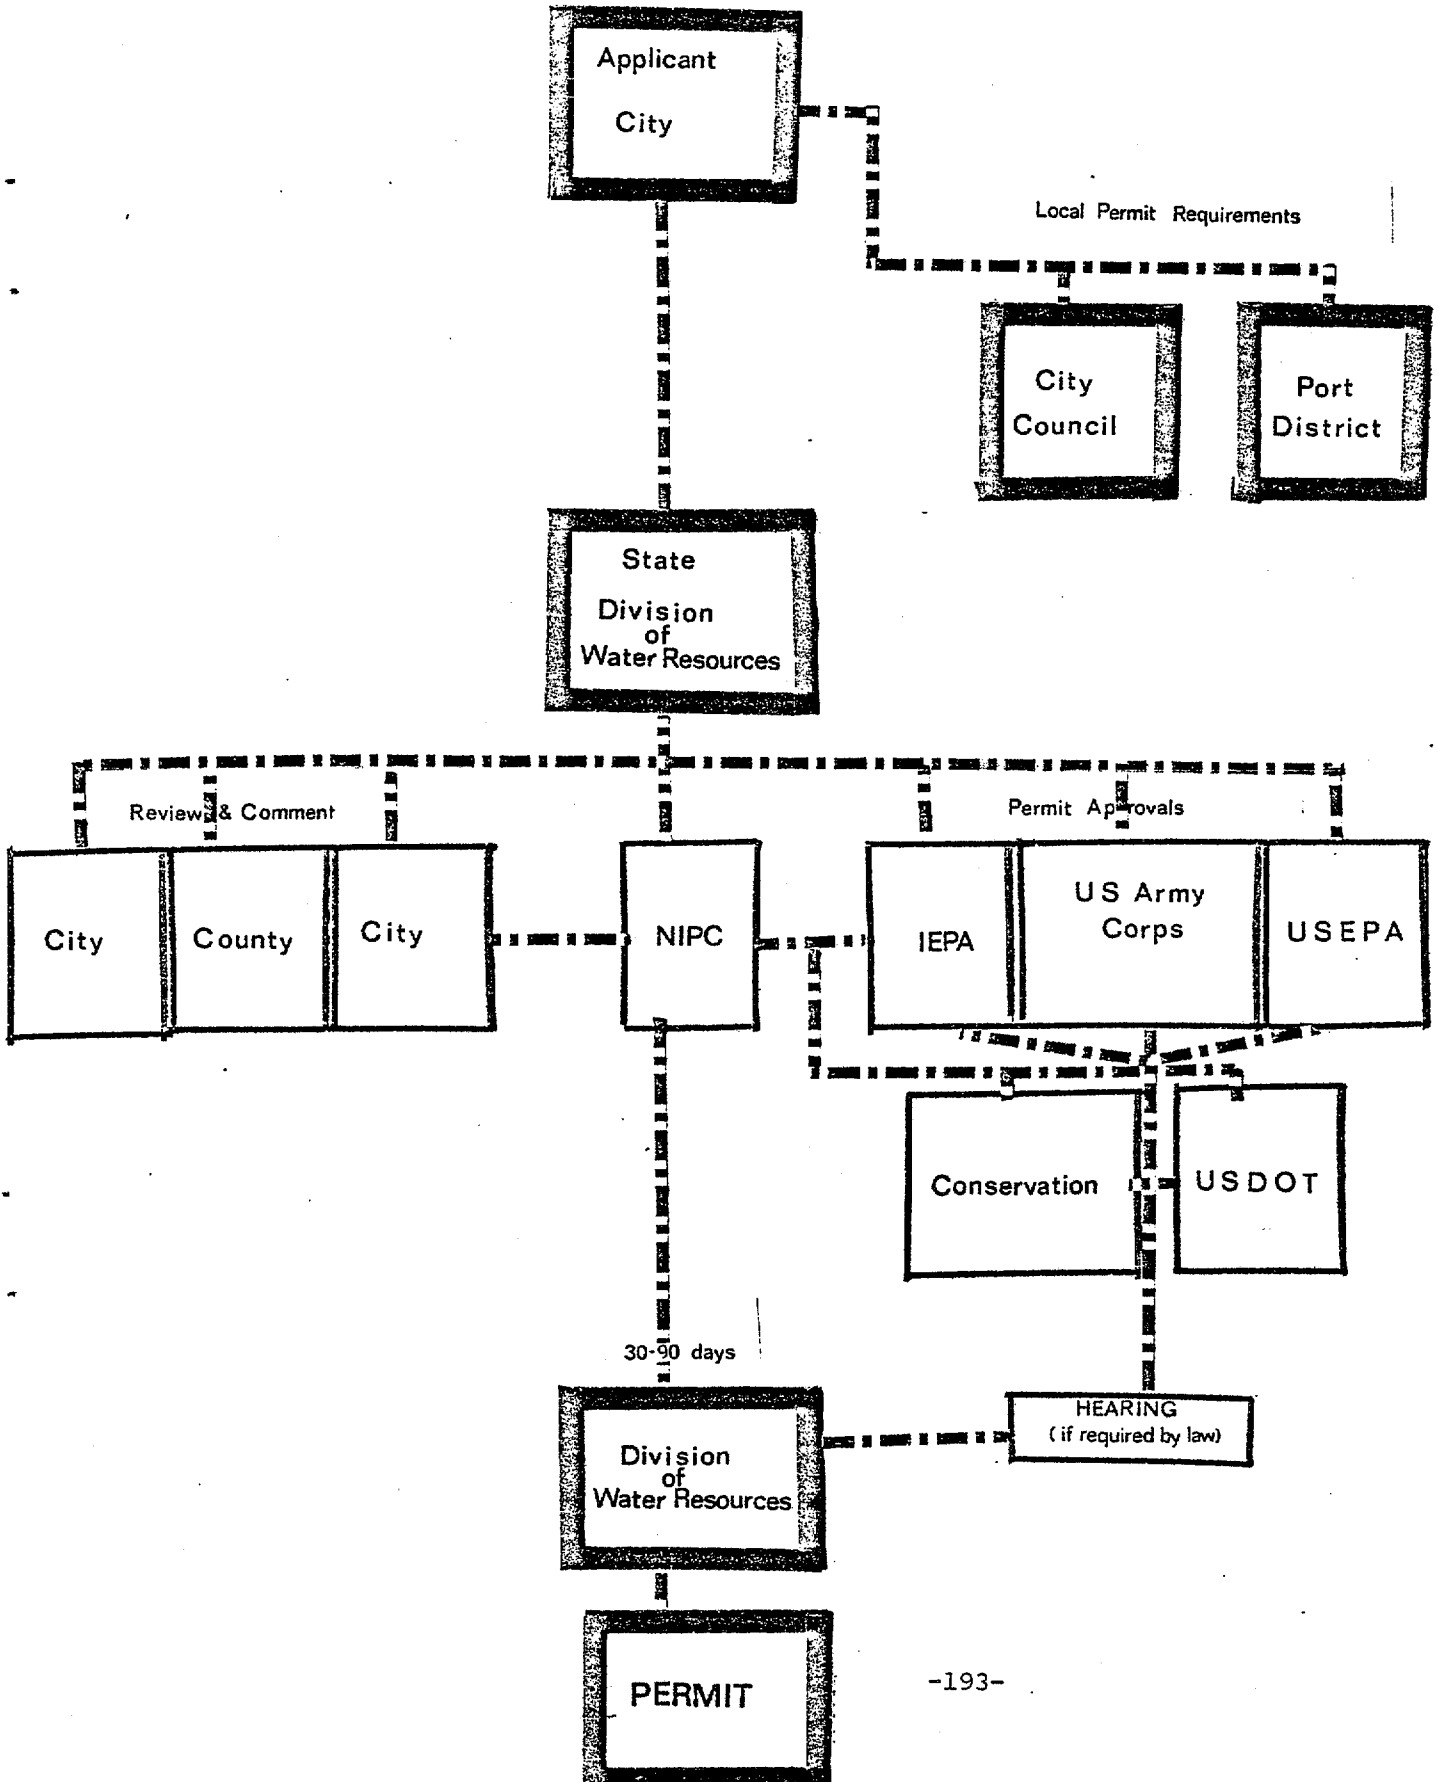 Applicant
City
Local Permit Requirements
City
Council
Port
District
State
Division
of
Water Resources
Review & Comment
Permit Approvals
City
County
City
NIPC
IEPA
US Army
Corps
USEPA
Conservation
USDOT
30-90 days
HEARING
(if required by law)
Division
of
Water Resources
PERMIT
-193-